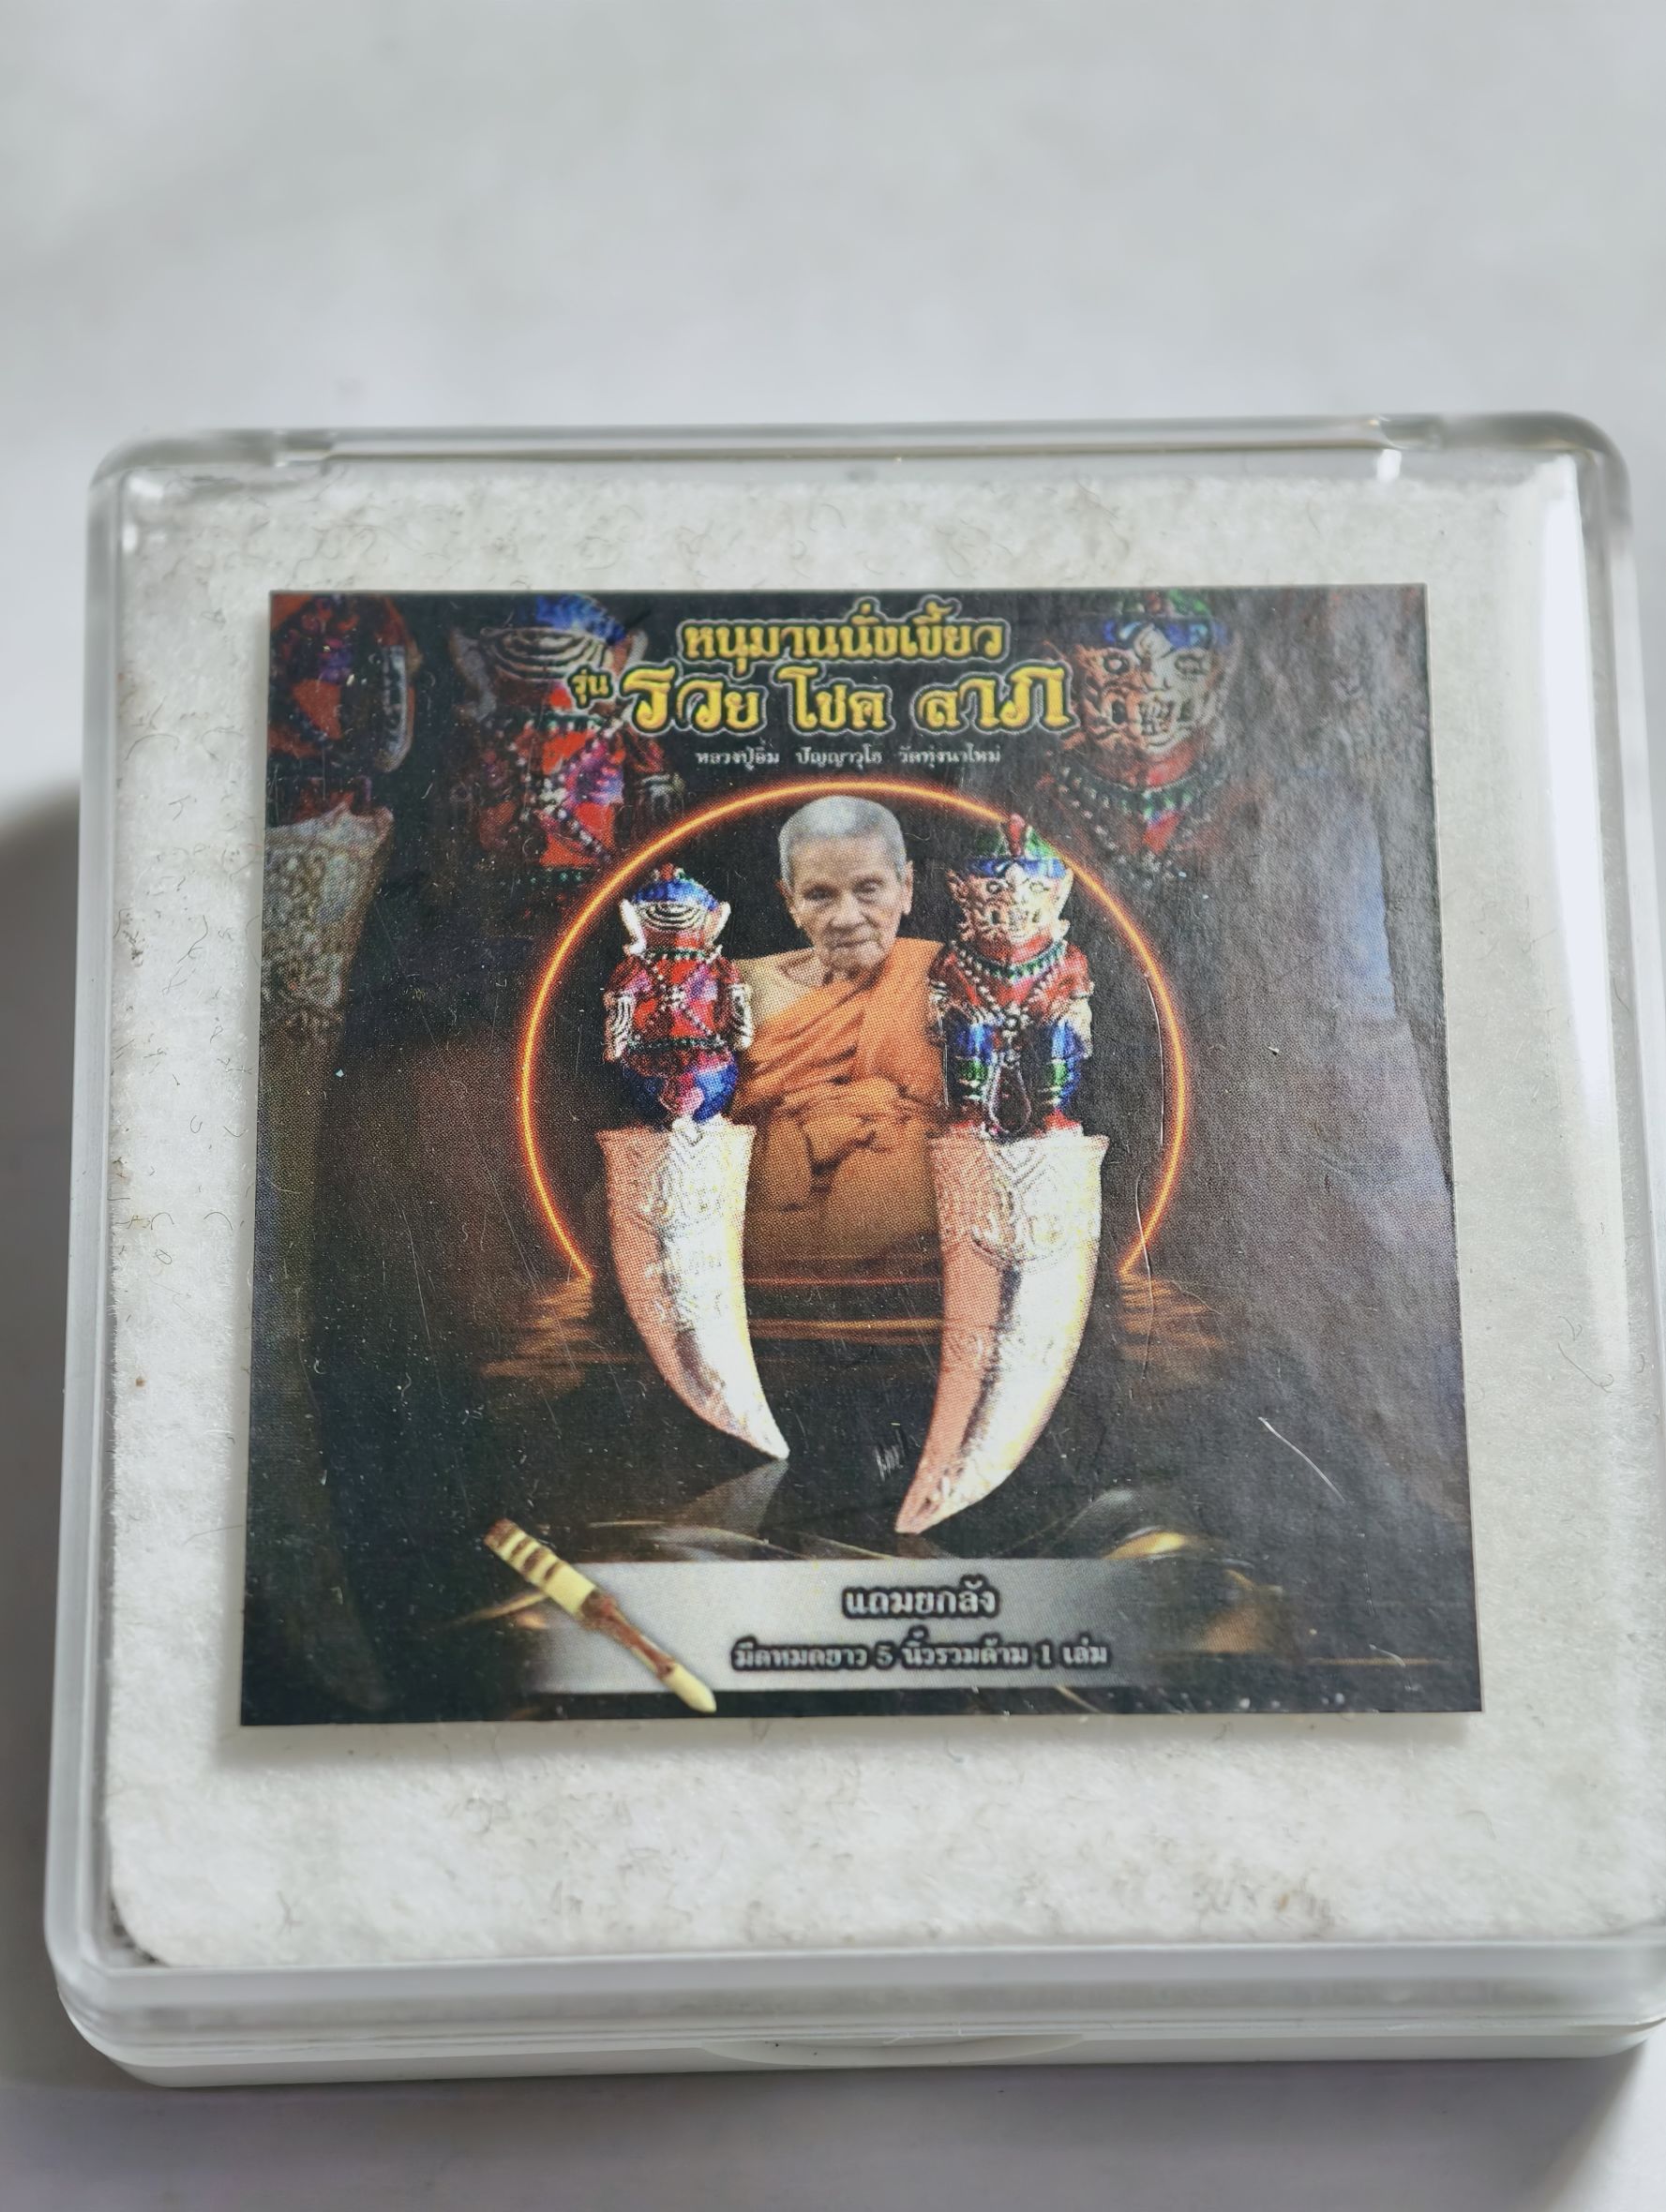 หนุมานนั่งเขี้ยว
รุ่น รวย โชค ลาภ
หลวงปู่อิ่ม ปัญญาวุโธ วัดทุ่งนาใหม่
แถมยกลัง
มีดหมดยาว 5 นิ้วรวมด้าม 1 เล่ม